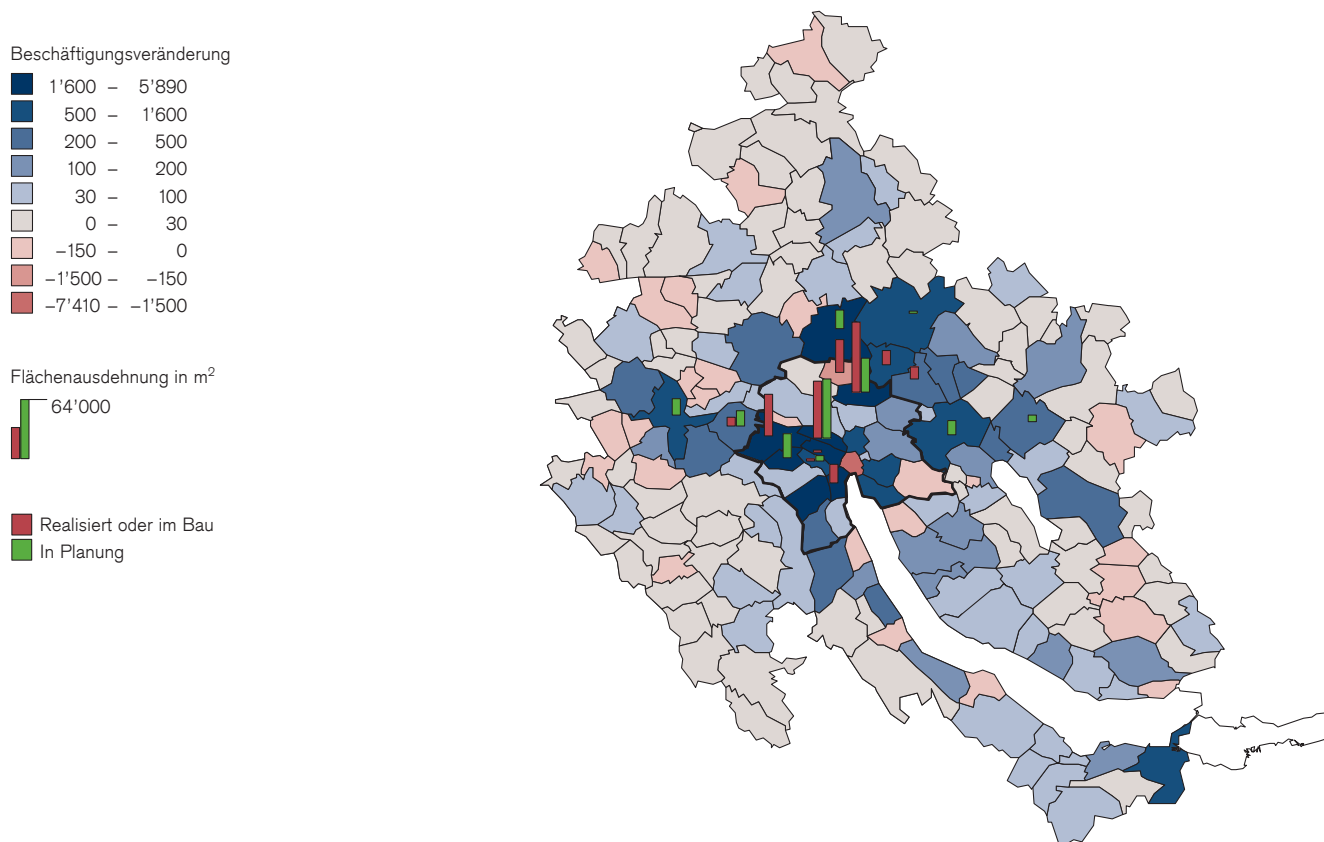 Beschäftigungsveränderung
1’600 – 5’890
500 – 1’600
200 – 500
100 – 200
30 – 100
0 – 30
–150 – 0
–1’500 – –150
–7’410 – –1’500
Flächenausdehnung in m²
64’000
Realisiert oder im Bau
In Planung